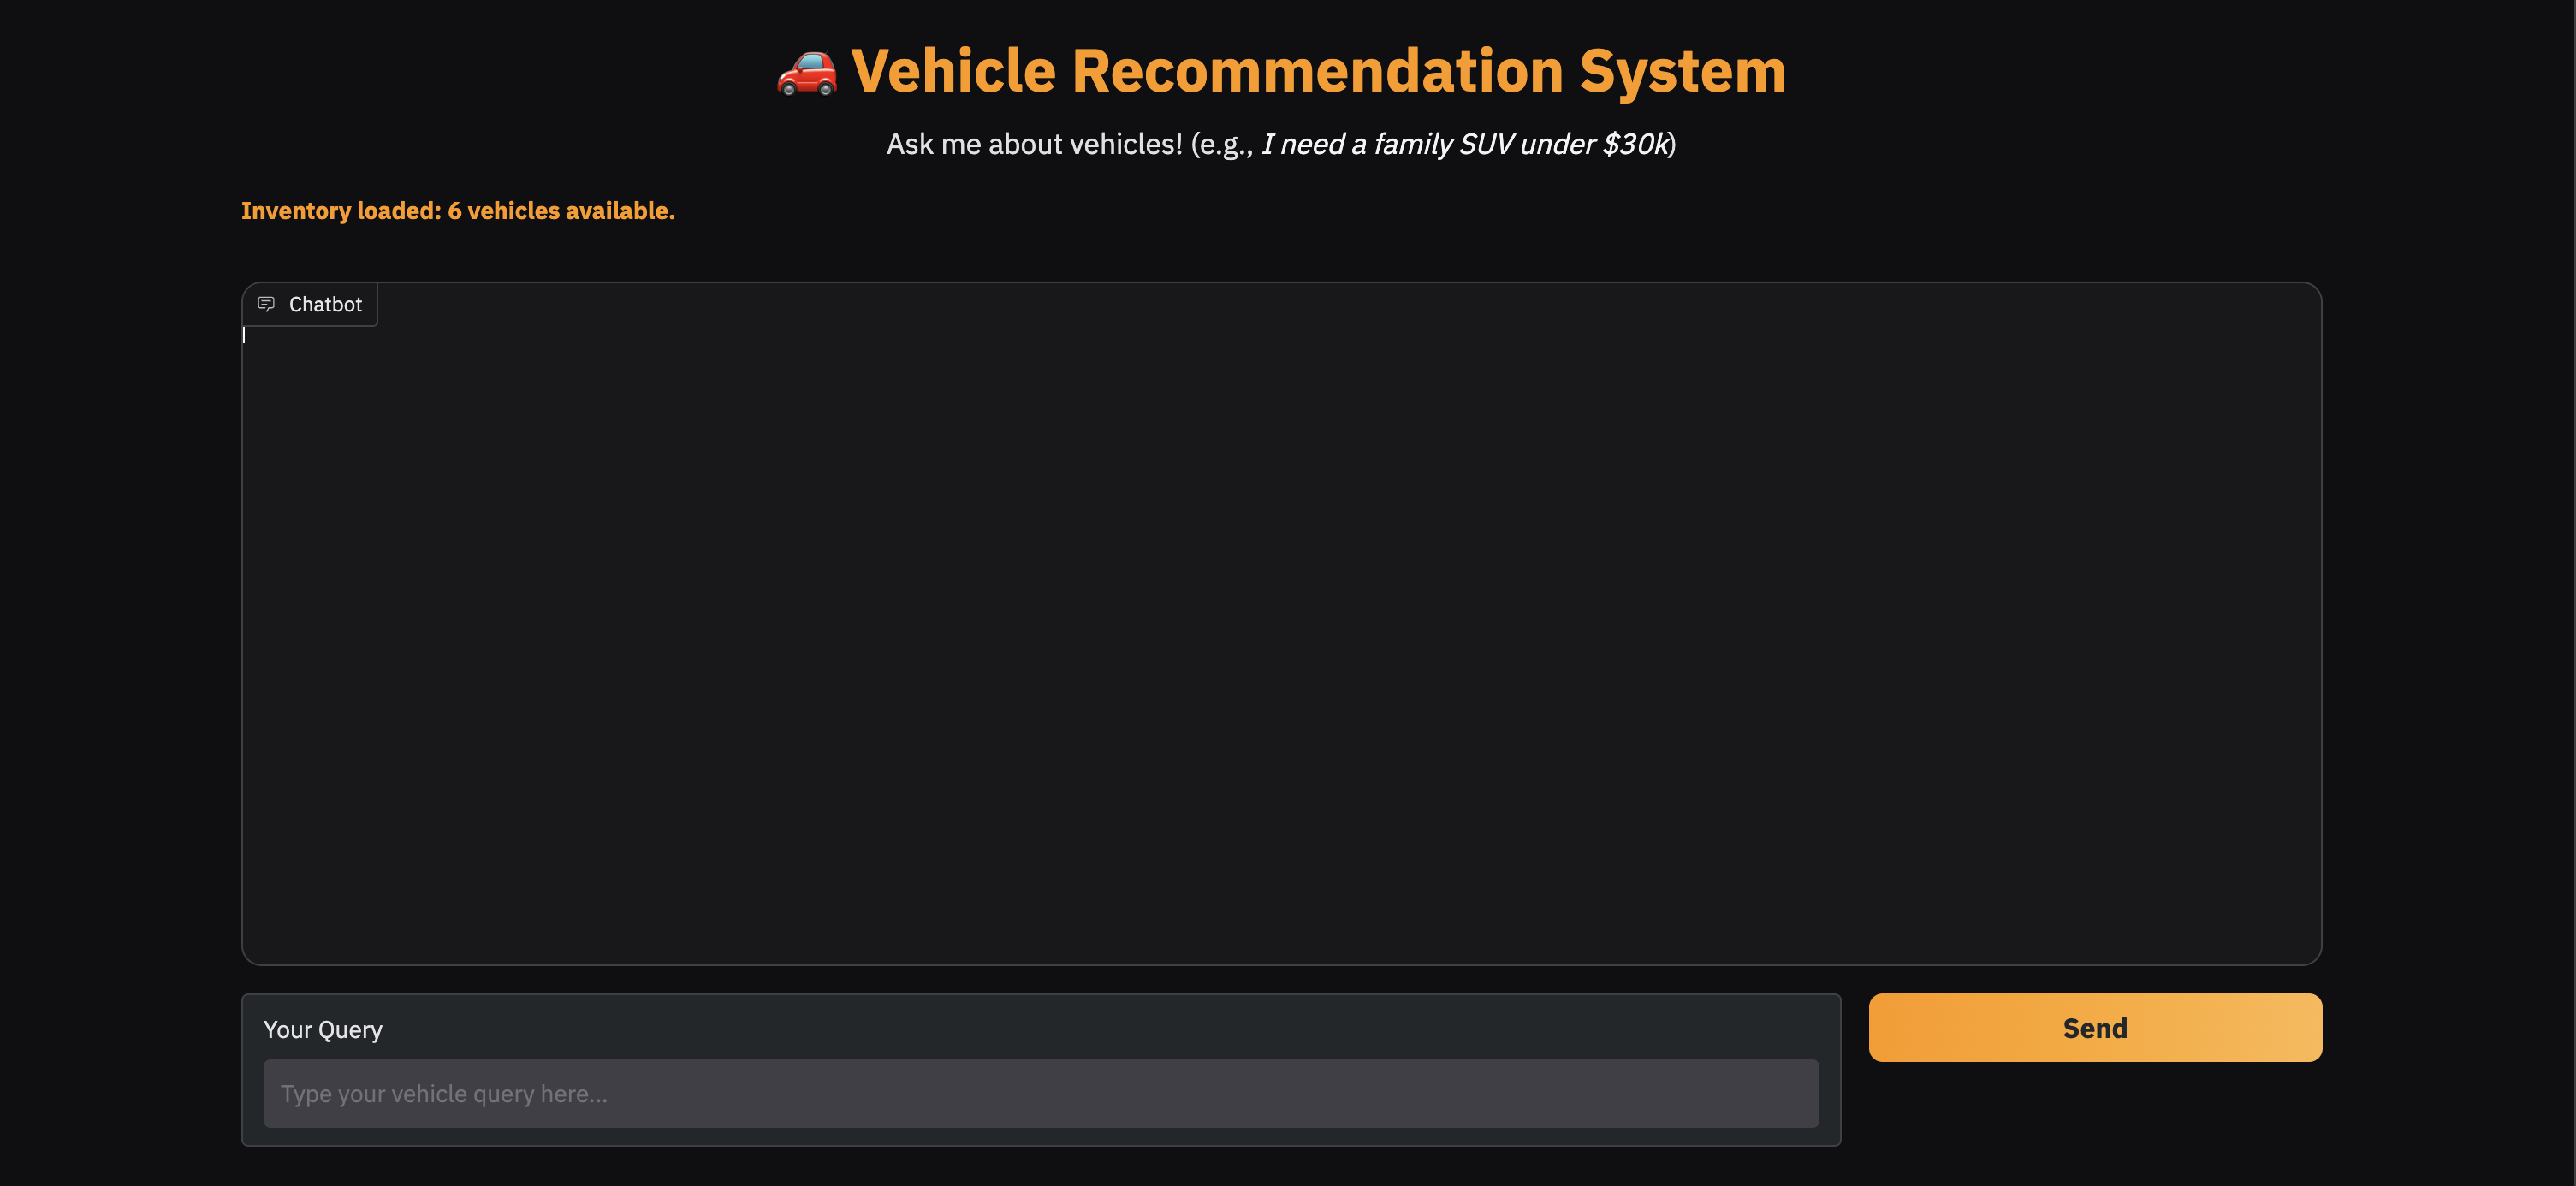 🚗 Vehicle Recommendation System
Ask me about vehicles! (e.g., I need a family SUV under $30k)
Inventory loaded: 6 vehicles available.
Chatbot
Your Query
Send
Type your vehicle query here...